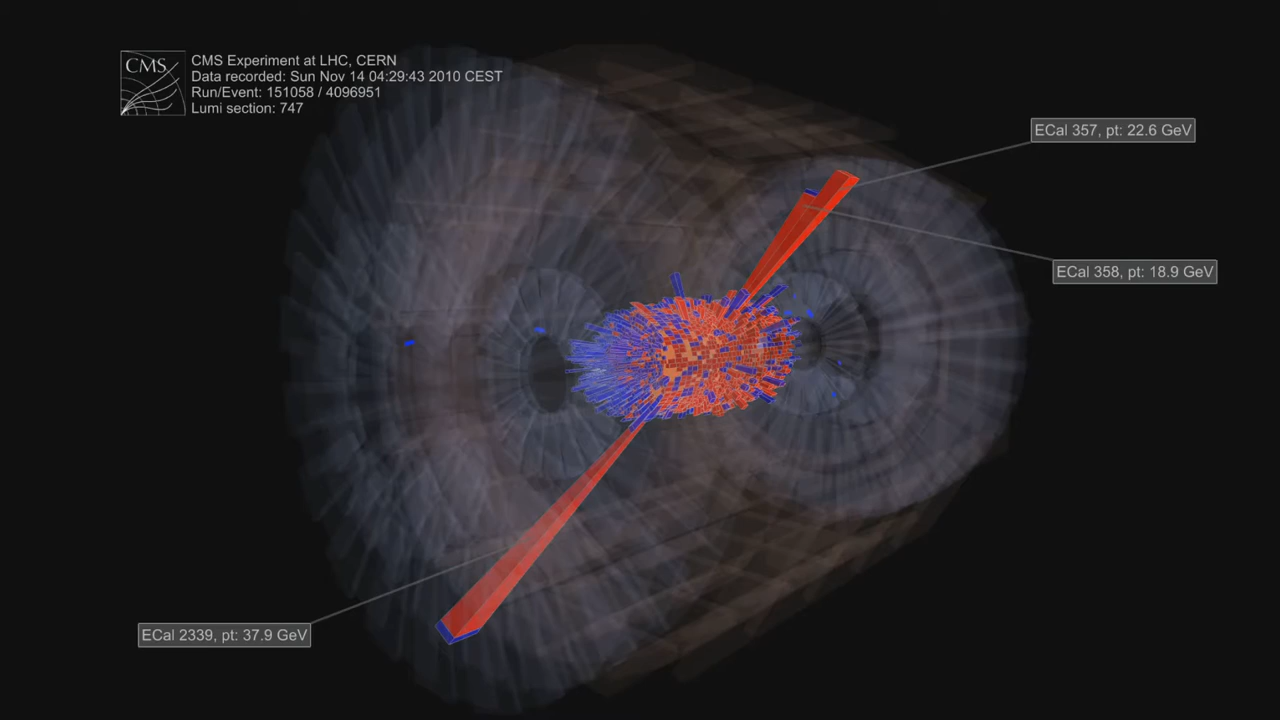 CMS
CMS Experiment at LHC, CERN
Data recorded: Sun Nov 14 04:29:43 2010 CEST
Run/Event: 151058 / 4096951
Lumi section: 747
ECal 357, pt: 22.6 GeV
ECal 358, pt: 18.9 GeV
ECal 2339, pt: 37.9 GeV